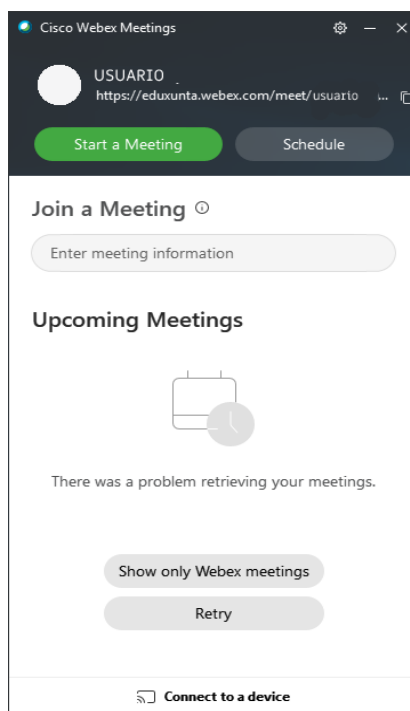 Cisco Webex Meetings
USUARIO
https://eduxunta.webex.com/meet/usuario ...
Start a Meeting
Schedule
Join a Meeting
Enter meeting information
Upcoming Meetings
There was a problem retrieving your meetings.
Show only Webex meetings
Retry
Connect to a device